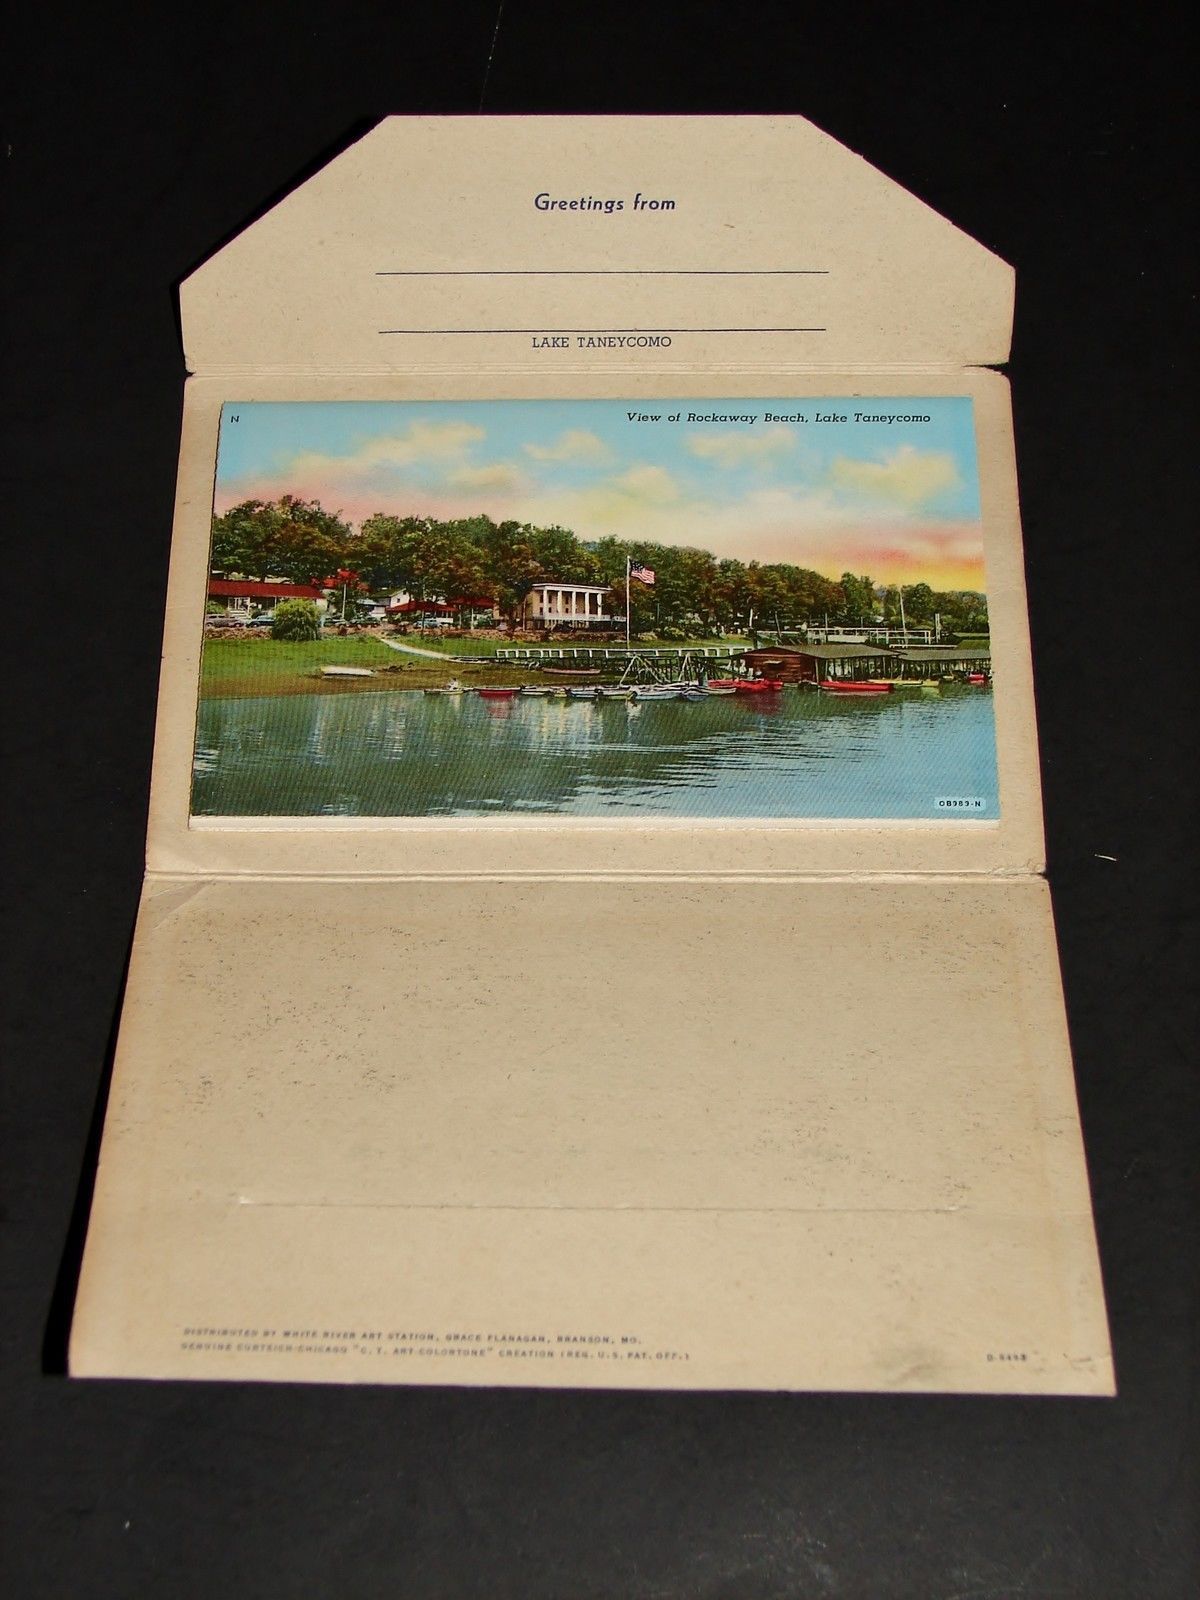 Greetings from
LAKE TANEYCOMO
N
View of Rockaway Beach, Lake Taneycomo
OB989-N
DISTRIBUTED BY WHITE RIVER ART STATION, GRACE FLANAGAN, BRANSON, MO.
GENUINE CURTEICH-CHICAGO "C. T. ART-COLORTONE" CREATION (REG. U.S. PAT. OFF.)